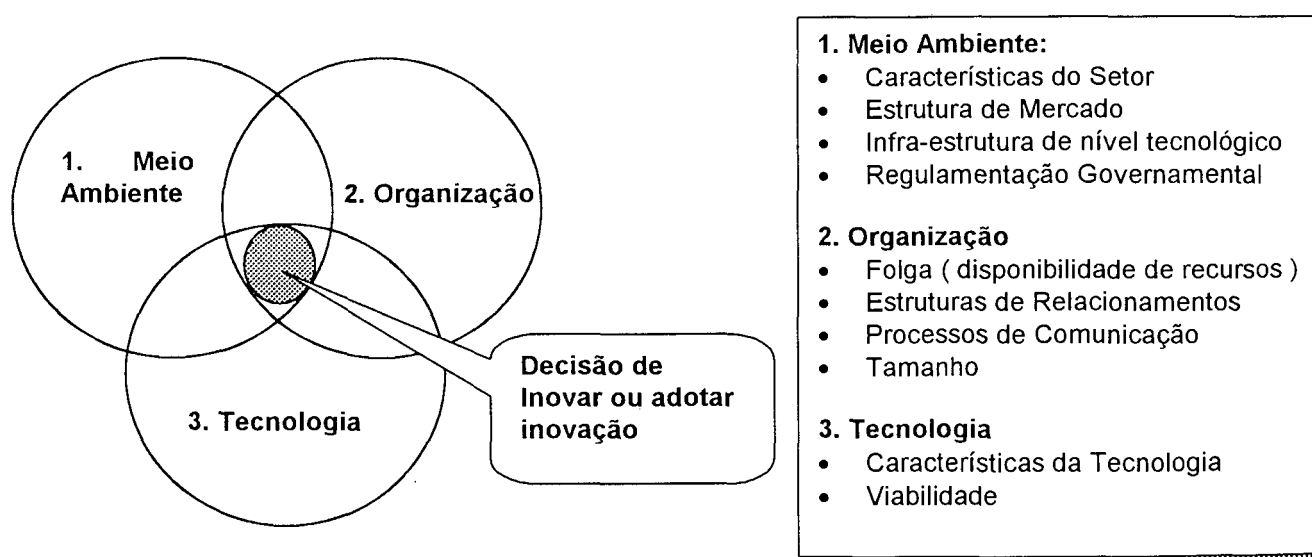 1. Meio
Ambiente
2. Organização
3. Tecnologia
Decisão de
Inovar ou adotar
inovação
1. Meio Ambiente:
• Características do Setor
• Estrutura de Mercado
• Infra-estrutura de nível tecnológico
• Regulamentação Governamental
2. Organização
• Folga ( disponibilidade de recursos )
• Estruturas de Relacionamentos
• Processos de Comunicação
• Tamanho
3. Tecnologia
• Características da Tecnologia
• Viabilidade